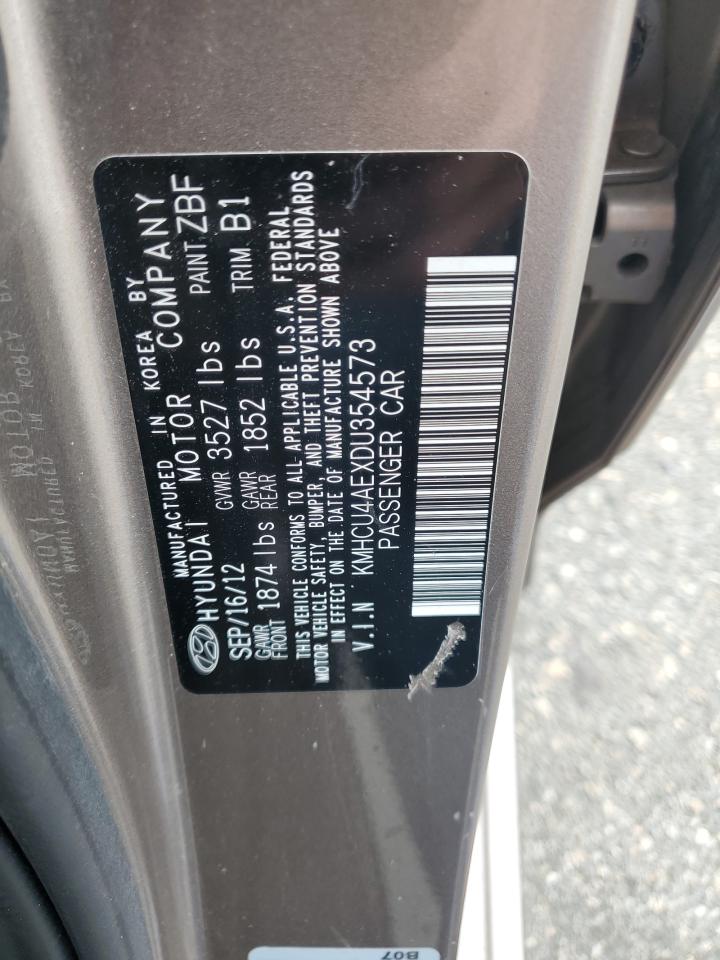 MANUFACTURED IN KOREA BY
HYUNDAI MOTOR COMPANY
SEP/16/12 GVWR 3527 lbs PAINT ZBF
GAWR FRONT 1874 lbs GAWR REAR 1852 lbs TRIM B1
THIS VEHICLE CONFORMS TO ALL APPLICABLE U.S.A. FEDERAL
MOTOR VEHICLE SAFETY, BUMPER, AND THEFT PREVENTION STANDARDS
IN EFFECT ON THE DATE OF MANUFACTURE SHOWN ABOVE
V.I.N KMHCU4AEXDU354573
PASSENGER CAR
B07